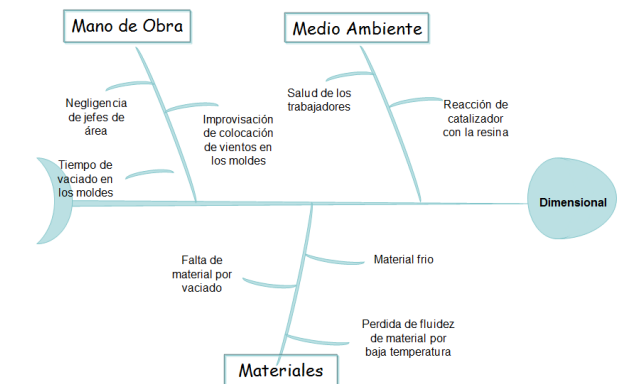 Mano de Obra
Medio Ambiente
Negligencia
de jefes de
área
Improvisación
de colocación
de vientos en
los moldes
Tiempo de
vaciado en
los moldes
Salud de los
trabajadores
Reacción de
catalizador
con la resina
Dimensional
Falta de
material por
vaciado
Material frio
Perdida de fluidez
de material por
baja temperatura
Materiales